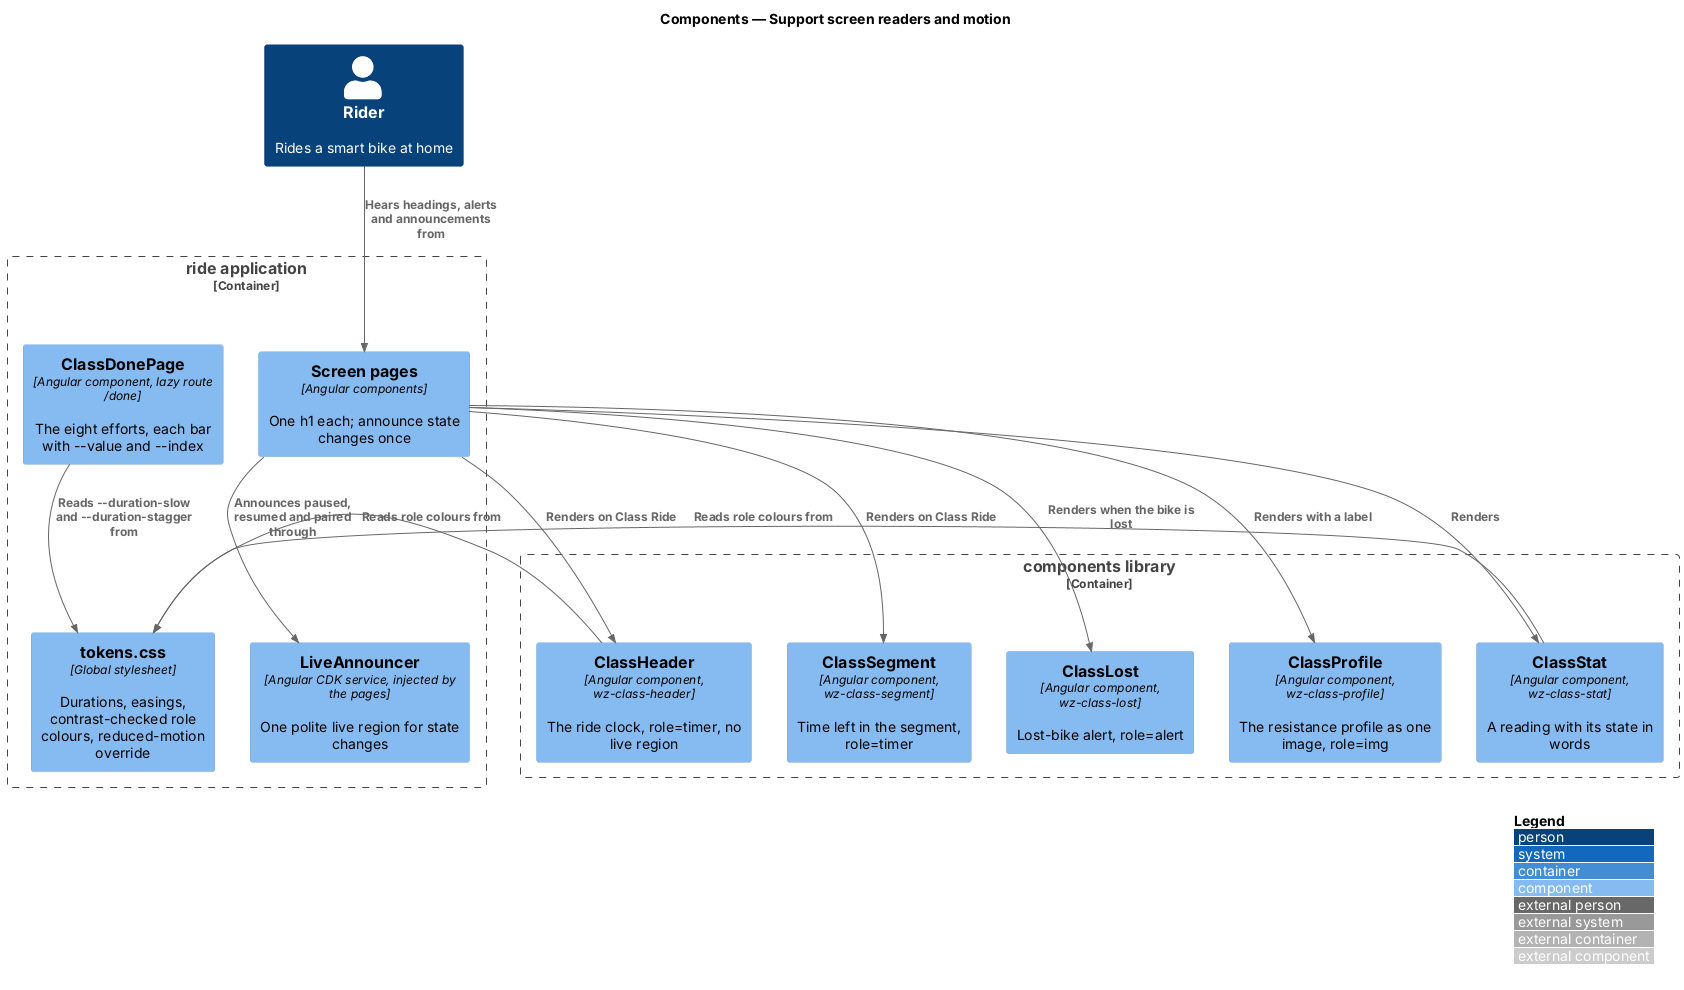 Components — Support screen readers and motion
Rider
Rides a smart bike at home
Hears headings, alerts
and announcements
from
ride application
[Container]
ClassDonePage
[Angular component, lazy route
/done]
The eight efforts, each bar
with --value and --index
Screen pages
[Angular components]
One h1 each; announce state
changes once
Reads --duration-slow
and --duration-stagger
from
Announces paused,
resumed and paired
through
Reads role colours from
Renders on Class Ride
Reads role colours from
Renders on Class Ride
Renders when the bike is
lost
Renders with a label
Renders
components library
[Container]
tokens.css
[Global stylesheet]
Durations, easings,
contrast-checked role
colours, reduced-motion
override
LiveAnnouncer
[Angular CDK service, injected by
the pages]
One polite live region for state
changes
ClassHeader
[Angular component,
wz-class-header]
The ride clock, role=timer, no
live region
ClassSegment
[Angular component,
wz-class-segment]
Time left in the segment,
role=timer
ClassLost
[Angular component,
wz-class-lost]
Lost-bike alert, role=alert
ClassProfile
[Angular component,
wz-class-profile]
The resistance profile as one
image, role=img
ClassStat
[Angular component,
wz-class-stat]
A reading with its state in
words
Legend
person
system
container
component
external person
external system
external container
external component